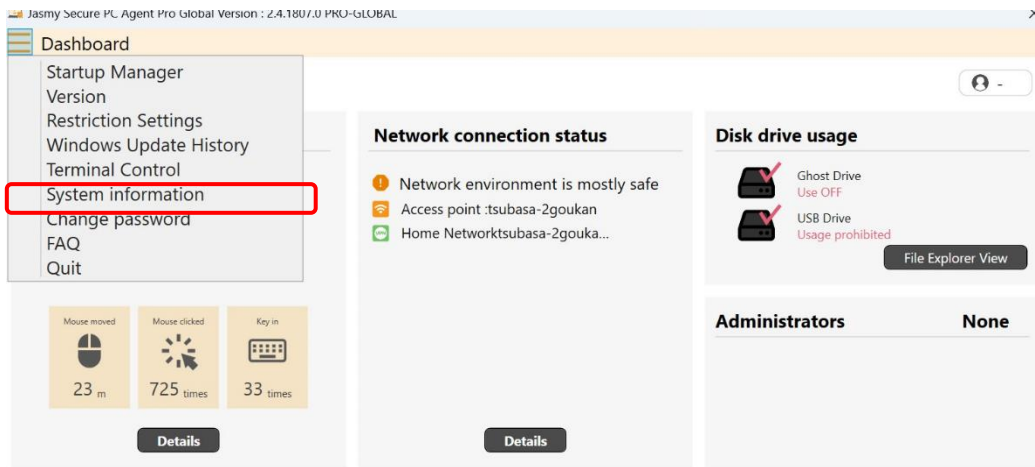 Jasmy Secure PC Agent Pro Global Version : 2.4.1807.0 PRO-GLOBAL
Dashboard
Startup Manager
Version
Restriction Settings
Windows Update History
Terminal Control
System information
Change password
FAQ
Quit
-
Mouse moved
23 m
Mouse clicked
725 times
Key in
33 times
Details
Network connection status
Network environment is mostly safe
Access point :tsubasa-2goukan
Home Networktsubasa-2gouka...
Details
Disk drive usage
Ghost Drive
Use OFF
USB Drive
Usage prohibited
File Explorer View
Administrators None